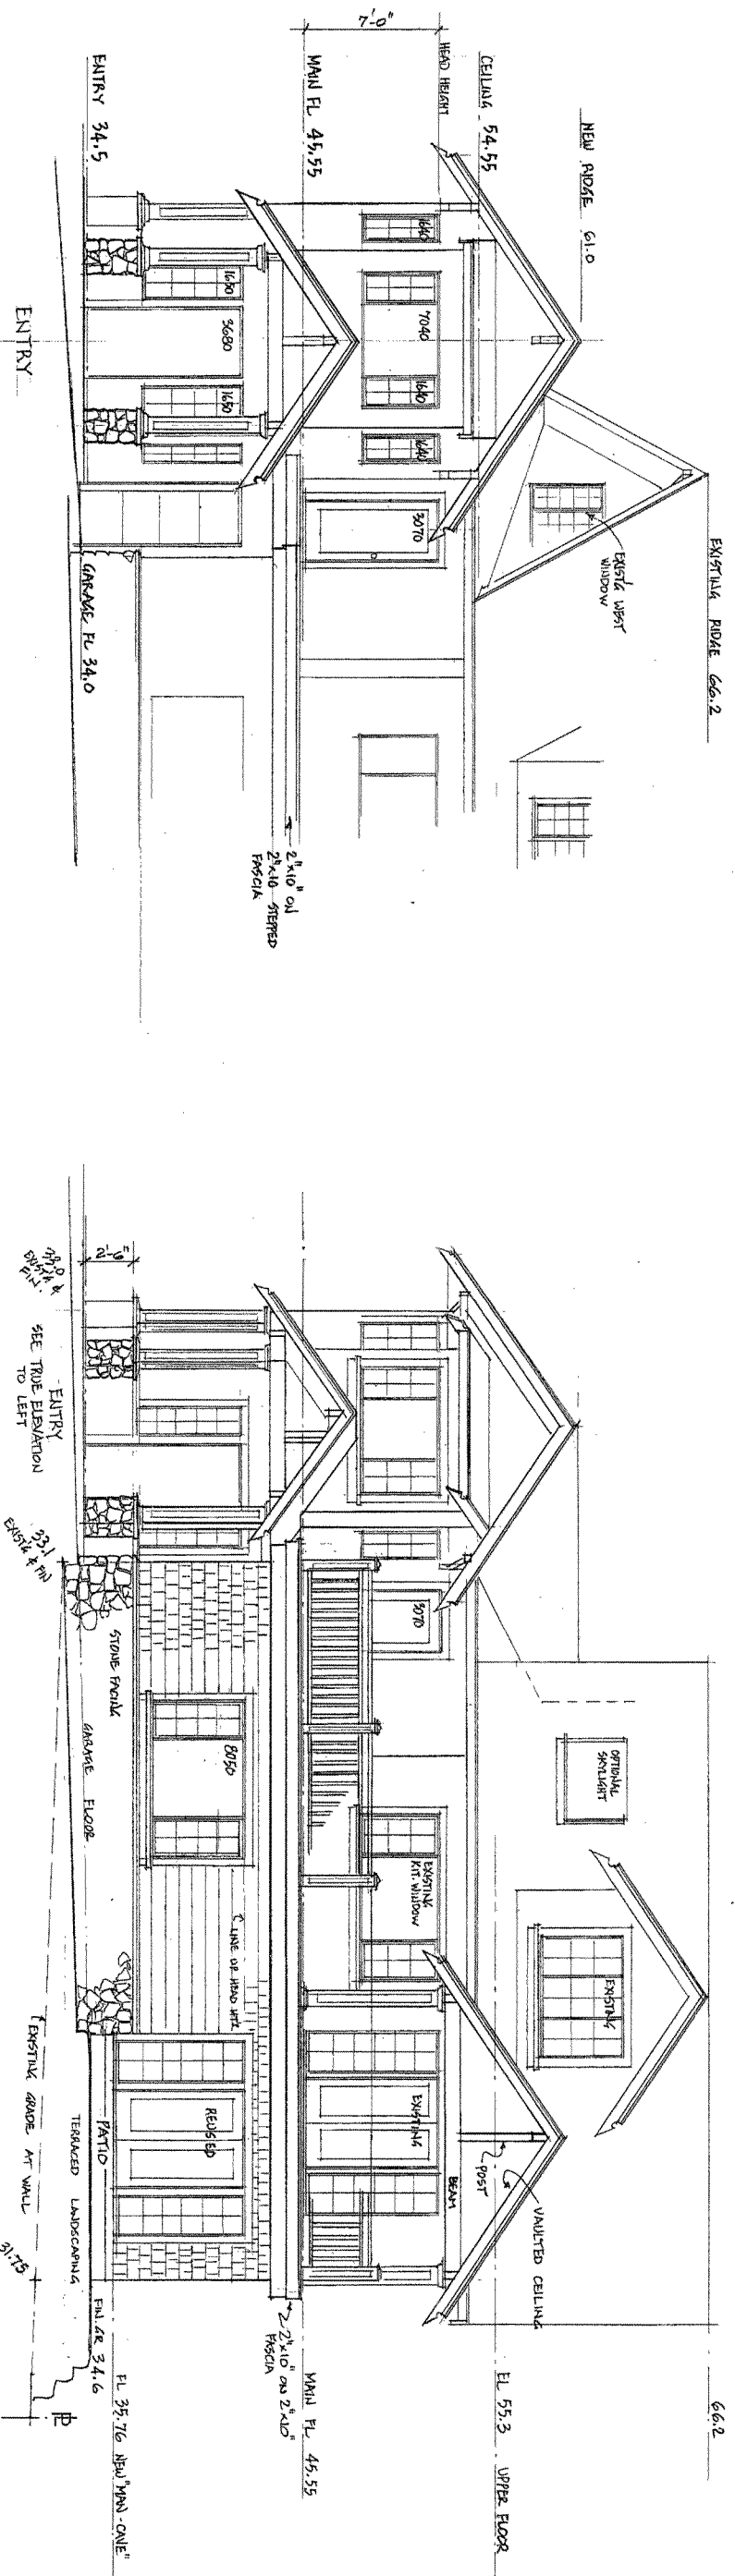 EXISTING RIDGE 66.2
NEW RIDGE 61.0
EXIST'G WEST
WINDOW
CEILING 54.55
HEAD HEIGHT
7'-0"
1640
7040
1640
1640
3070
MAIN FL 45.55
2"x10" ON
2"x10 STEPPED
FASCIA
1650
3680
1650
ENTRY 34.5
GARAGE FL 34.0
ENTRY
66.2
OPTIONAL
SKYLIGHT
EXISTING
VAULTED CEILING
POST
BEAM
EL 55.3 UPPER FLOOR
3070
EXISTING
KIT. WINDOW
EXISTING
MAIN FL 45.55
2"x10" ON 2"x10"
FASCIA
LINE OF HEAD HT'S
8050
REUSED
2'-6"
STONE FACING
GARAGE FLOOR
PATIO
FL 35.76 NEW "MAN-CAVE"
FIN. GR 34.6
TERRACED LANDSCAPING
33.0
EXIST'G &
FIN.
33.1
EXIST'G & FIN
ENTRY
SEE TRUE ELEVATION
TO LEFT
EXISTING GRADE AT WALL
31.75
PL